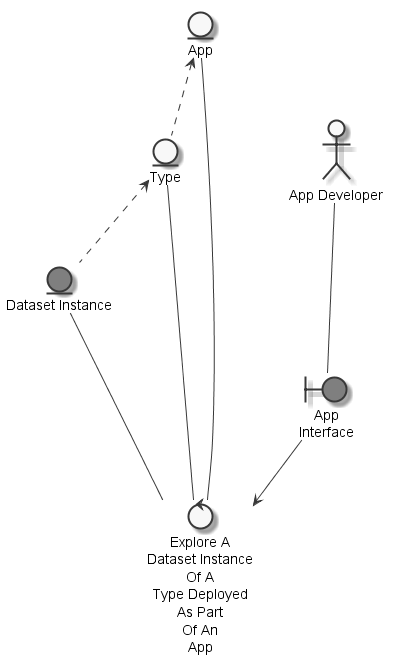 App
Type
App Developer
Dataset Instance
App
Interface
Explore A
Dataset Instance
Of A
Type Deployed
As Part
Of An
App